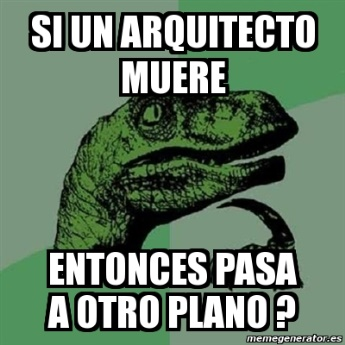 SI UN ARQUITECTO
MUERE
ENTONCES PASA
A OTRO PLANO ?
memegenerator.es